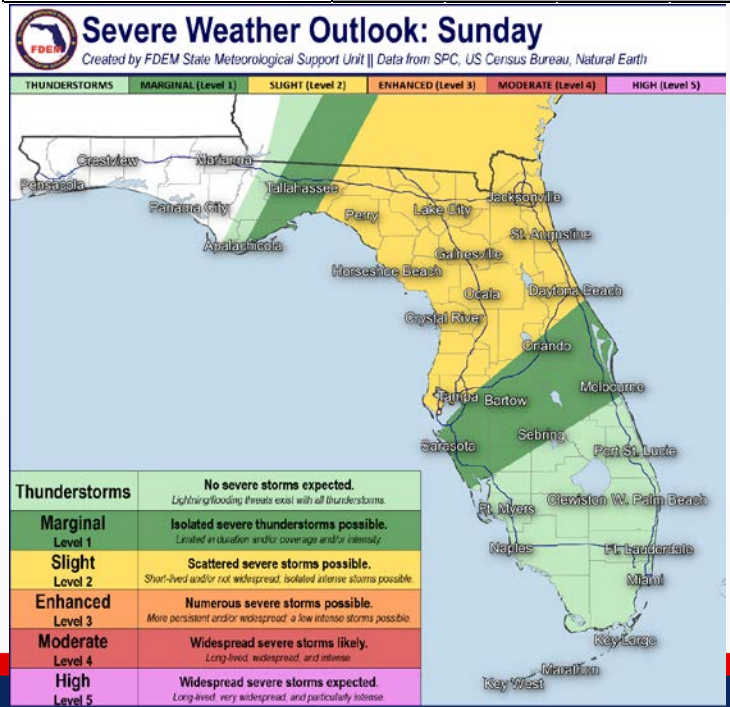 Severe Weather Outlook: Sunday
FDEM
Created by FDEM State Meteorological Support Unit || Data from SPC, US Census Bureau, Natural Earth
THUNDERSTORMS
MARGINAL (Level 1)
SLIGHT (Level 2)
ENHANCED (Level 3)
MODERATE (Level 4)
HIGH (Level 5)
Crestview
Marianna
Pensacola
Tallahassee
Jacksonville
Panama City
Perry
Lake City
Apalachicola
St. Augustine
Gainesville
Horseshoe Beach
Ocala
Daytona Beach
Crystal River
Orlando
Melbourne
Tampa
Bartow
Sarasota
Sebring
Port St. Lucie
Ft. Myers
Clewiston
W. Palm Beach
Naples
Ft. Lauderdale
Miami
Key Largo
Marathon
Key West
Thunderstorms
No severe storms expected.
Lightning/flooding threats exist with all thunderstorms.
Marginal
Level 1
Isolated severe thunderstorms possible.
Limited in duration and/or coverage and/or intensity.
Slight
Level 2
Scattered severe storms possible.
Short-lived and/or not widespread, isolated intense storms possible.
Enhanced
Level 3
Numerous severe storms possible.
More persistent and/or widespread, a few intense storms possible.
Moderate
Level 4
Widespread severe storms likely.
Long-lived, widespread, and intense
High
Level 5
Widespread severe storms expected.
Long-lived, very widespread, and particularly intense.